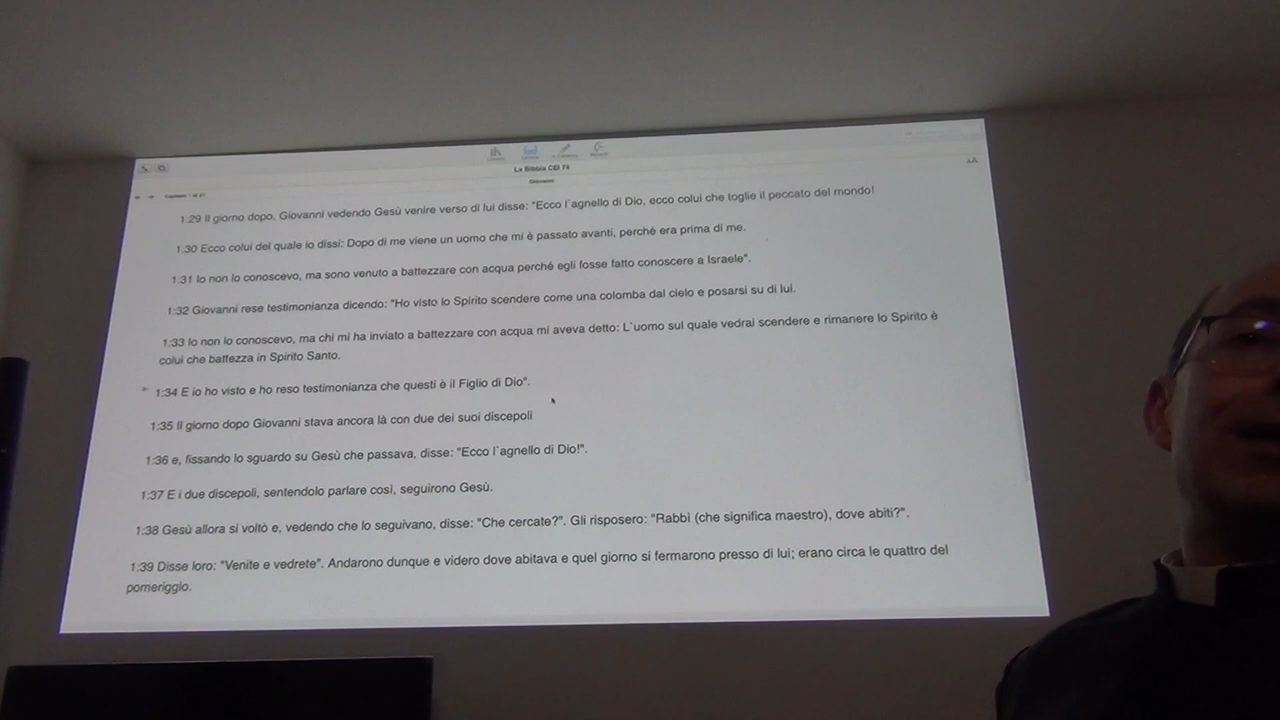 La Bibbia CEI 74
Giovanni
Capitolo 1 di 21
AA
1:29 Il giorno dopo, Giovanni vedendo Gesù venire verso di lui disse: "Ecco l`agnello di Dio, ecco colui che toglie il peccato del mondo!
1:30 Ecco colui del quale io dissi: Dopo di me viene un uomo che mi è passato avanti, perché era prima di me.
1:31 Io non lo conoscevo, ma sono venuto a battezzare con acqua perché egli fosse fatto conoscere a Israele".
1:32 Giovanni rese testimonianza dicendo: "Ho visto lo Spirito scendere come una colomba dal cielo e posarsi su di lui.
1:33 Io non lo conoscevo, ma chi mi ha inviato a battezzare con acqua mi aveva detto: L`uomo sul quale vedrai scendere e rimanere lo Spirito è
colui che battezza in Spirito Santo.
1:34 E io ho visto e ho reso testimonianza che questi è il Figlio di Dio".
1:35 Il giorno dopo Giovanni stava ancora là con due dei suoi discepoli
1:36 e, fissando lo sguardo su Gesù che passava, disse: "Ecco l`agnello di Dio!".
1:37 E i due discepoli, sentendolo parlare così, seguirono Gesù.
1:38 Gesù allora si voltò e, vedendo che lo seguivano, disse: "Che cercate?". Gli risposero: "Rabbì (che significa maestro), dove abiti?".
1:39 Disse loro: "Venite e vedrete". Andarono dunque e videro dove abitava e quel giorno si fermarono presso di lui; erano circa le quattro del
pomeriggio.